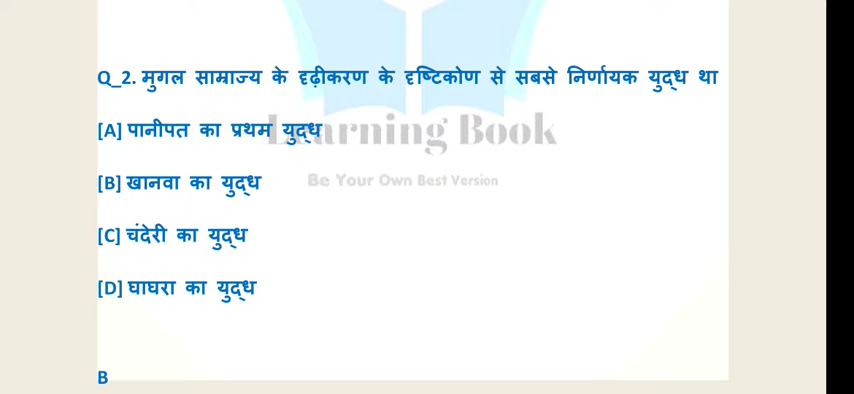 Q_2. मुगल साम्राज्य के दृढ़ीकरण के दृष्टिकोण से सबसे निर्णायक युद्ध था
[A] पानीपत का प्रथम युद्ध
Learning Book
[B] खानवा का युद्ध
Be Your Own Best Version
[C] चंदेरी का युद्ध
[D] घाघरा का युद्ध
B